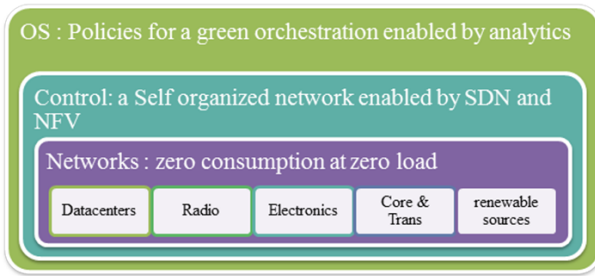 OS : Policies for a green orchestration enabled by analytics
Control: a Self organized network enabled by SDN and
NFV
Networks : zero consumption at zero load
Datacenters
Radio
Electronics
Core &
Trans
renewable
sources